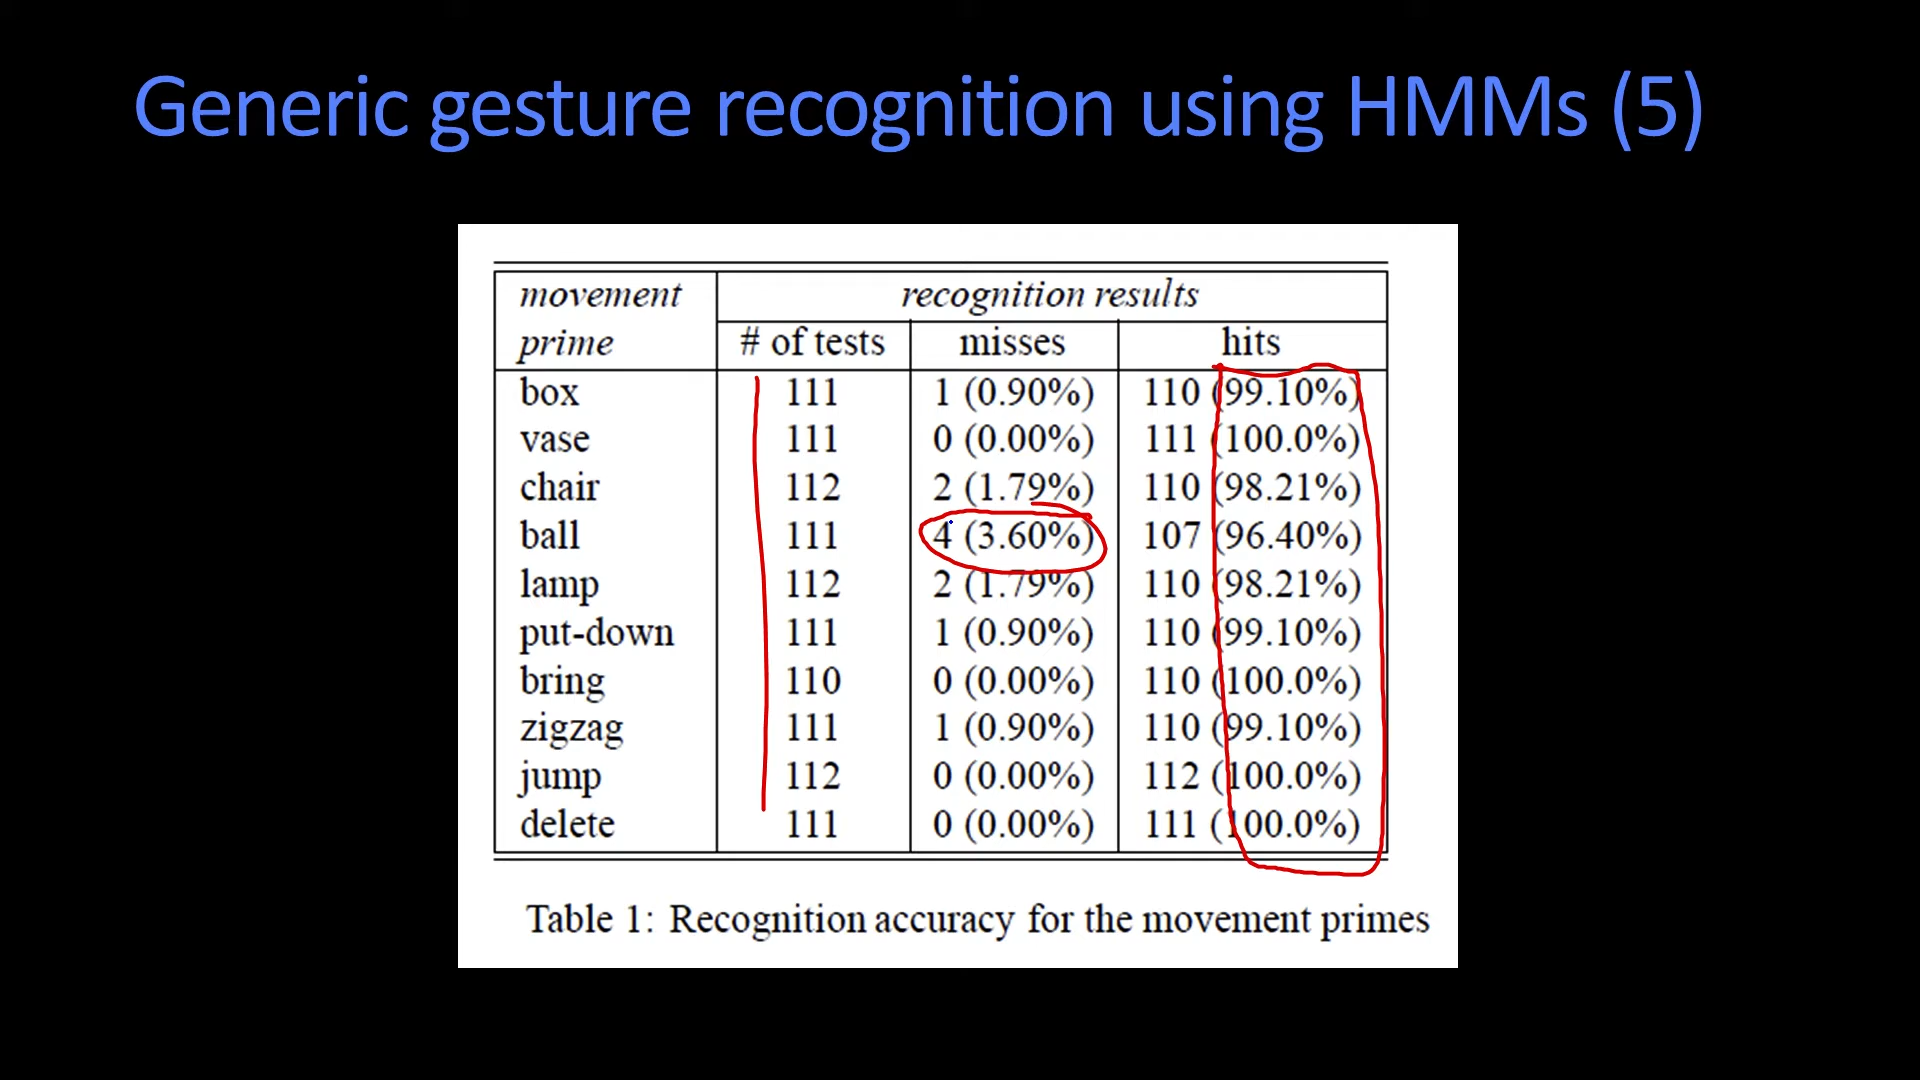 Generic gesture recognition using HMMs (5)
movement prime recognition results
# of tests misses hits
box 111 1 (0.90%) 110 (99.10%)
vase 111 0 (0.00%) 111 (100.0%)
chair 112 2 (1.79%) 110 (98.21%)
ball 111 4 (3.60%) 107 (96.40%)
lamp 112 2 (1.79%) 110 (98.21%)
put-down 111 1 (0.90%) 110 (99.10%)
bring 110 0 (0.00%) 110 (100.0%)
zigzag 111 1 (0.90%) 110 (99.10%)
jump 112 0 (0.00%) 112 (100.0%)
delete 111 0 (0.00%) 111 (100.0%)
Table 1: Recognition accuracy for the movement primes